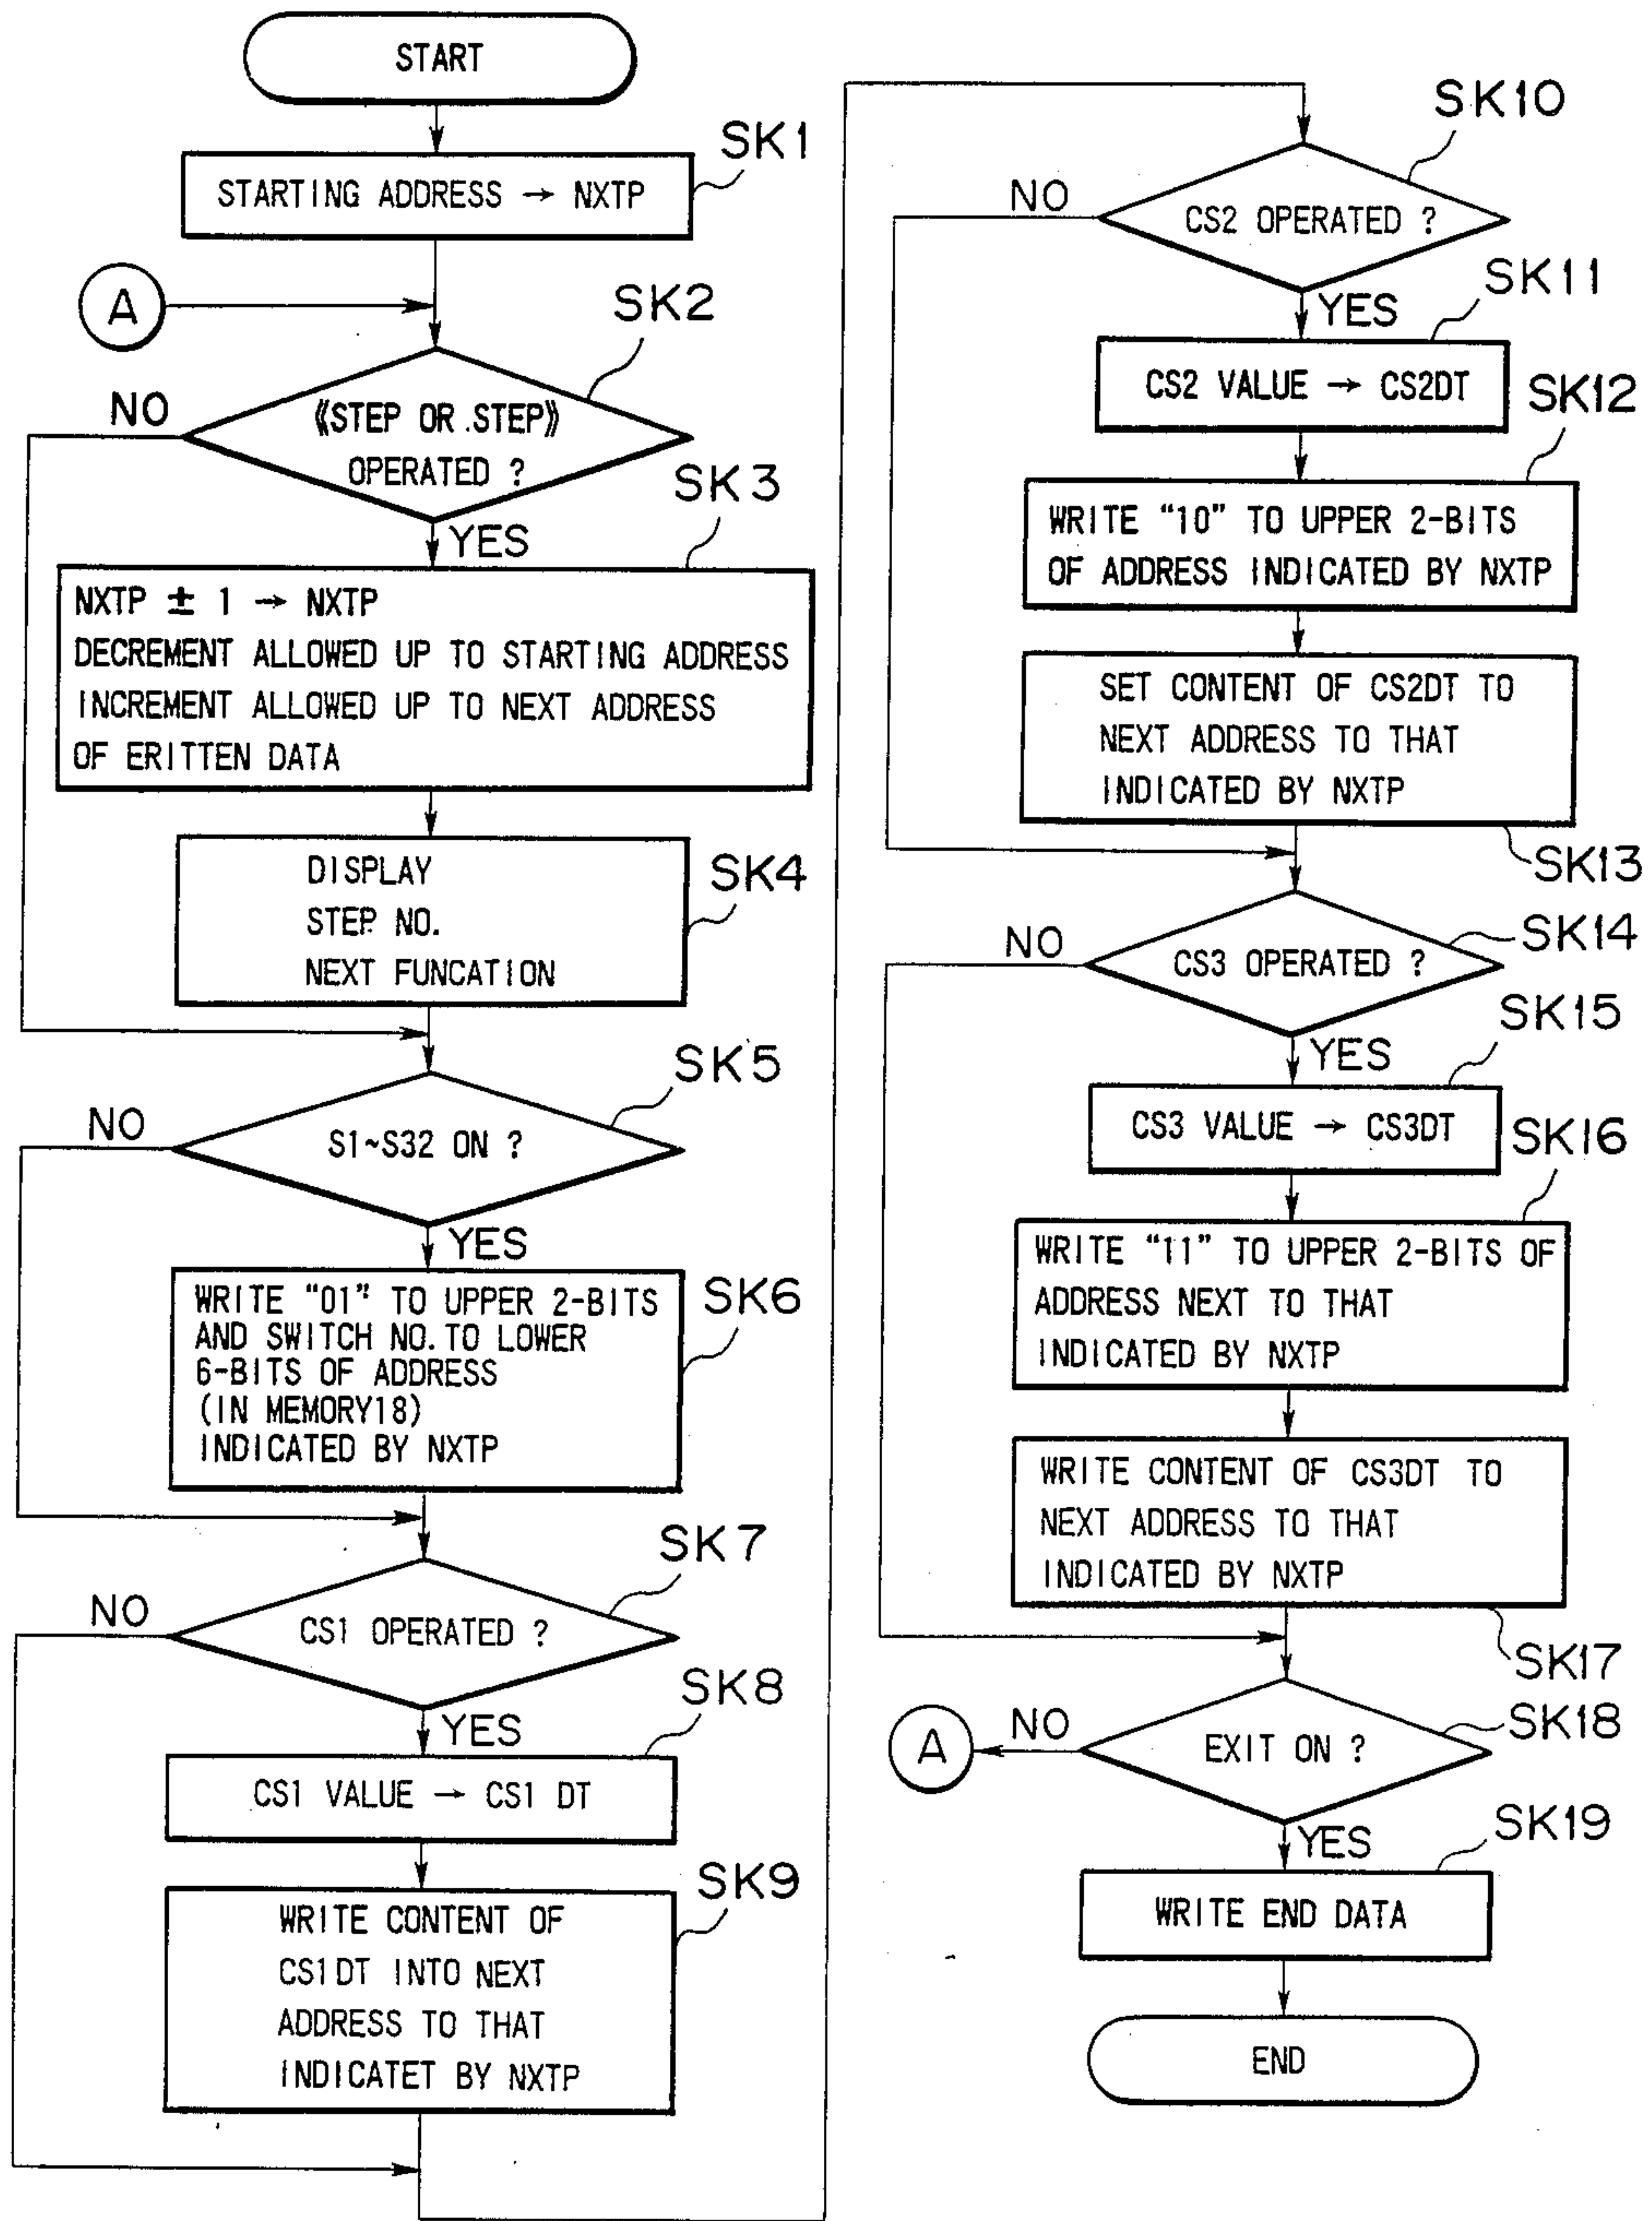 START
SK1
STARTING ADDRESS → NXTP
A
SK2
NO
《STEP OR STEP》
OPERATED ?
SK3
YES
NXTP ± 1 → NXTP
DECREMENT ALLOWED UP TO STARTING ADDRESS
INCREMENT ALLOWED UP TO NEXT ADDRESS
OF ERITTEN DATA
SK4
DISPLAY
STEP NO.
NEXT FUNCATION
SK5
NO
S1~S32 ON ?
YES
SK6
WRITE "01" TO UPPER 2-BITS
AND SWITCH NO. TO LOWER
6-BITS OF ADDRESS
(IN MEMORY18)
INDICATED BY NXTP
SK7
NO
CS1 OPERATED ?
SK8
YES
CS1 VALUE → CS1 DT
SK9
WRITE CONTENT OF
CS1DT INTO NEXT
ADDRESS TO THAT
INDICATET BY NXTP
SK10
NO
CS2 OPERATED ?
SK11
YES
CS2 VALUE → CS2DT
SK12
WRITE "10" TO UPPER 2-BITS
OF ADDRESS INDICATED BY NXTP
SET CONTENT OF CS2DT TO
NEXT ADDRESS TO THAT
INDICATED BY NXTP
SK13
NO
CS3 OPERATED ?
SK14
SK15
YES
CS3 VALUE → CS3DT
SK16
WRITE "11" TO UPPER 2-BITS OF
ADDRESS NEXT TO THAT
INDICATED BY NXTP
WRITE CONTENT OF CS3DT TO
NEXT ADDRESS TO THAT
INDICATED BY NXTP
SK17
A
NO
EXIT ON ?
SK18
YES
SK19
WRITE END DATA
END